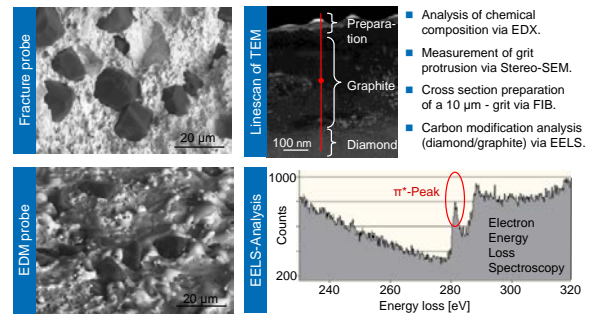 Fracture probe
20 µm
Linescan of TEM
Prepara-
tion
Graphite
Diamond
100 nm
■ Analysis of chemical
composition via EDX.
■ Measurement of grit
protrusion via Stereo-SEM.
■ Cross section preparation
of a 10 µm - grit via FIB.
■ Carbon modification analysis
(diamond/graphite) via EELS.
EDM probe
20 µm
EELS-Analysis
1000
Counts
200
π*-Peak
Electron
Energy
Loss
Spectroscopy
240
260
280
300
320
Energy loss [eV]